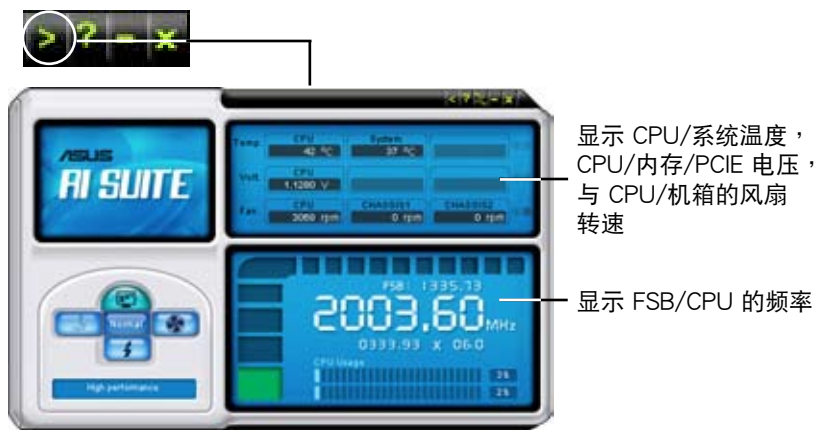 > ? - x
< ? - x
ASUS
AI SUITE
Temp CPU System
42 ℃ 37 ℃
Volt CPU
1.1280 V
Fan CPU CHASSIS1 CHASSIS2
3069 rpm 0 rpm 0 rpm
显示 CPU/系统温度，
CPU/内存/PCIE 电压，
与 CPU/机箱的风扇
转速
FSB: 1335.73
2003.60 MHz
0333.93 x 06.0
显示 FSB/CPU 的频率
CPU Usage
2%
Normal
High performance